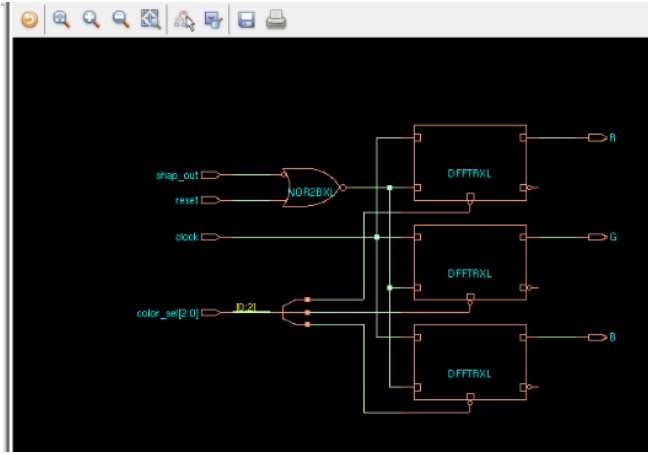 R
DFFTRXL
shap_out
NOR2BXL
reset
clock
G
DFFTRXL
[0:2]
color_sel[2:0]
B
DFFTRXL